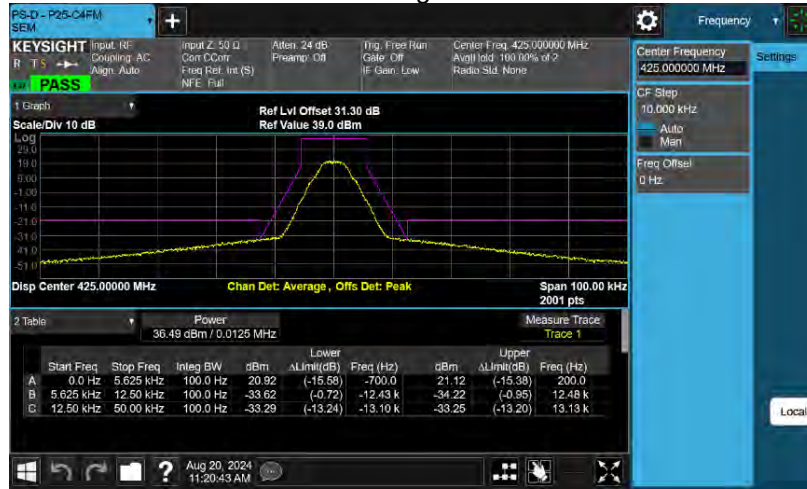 PS-D - P25-C4FM
SEM
Frequency
KEYSIGHT
R T S
PASS
Input: RF
Coupling: AC
Align: Auto
Input Z: 50 Ω
Corr CCorr
Freq Ref: Int (S)
NFE: Full
Atten: 24 dB
Preamp: Off
Trig: Free Run
Gate: Off
IF Gain: Low
Center Freq: 425.000000 MHz
Avg|Hold: 100.00% of 2
Radio Std: None
Center Frequency
425.000000 MHz
Settings
CF Step
10.000 kHz
Auto
Man
Freq Offset
0 Hz
1 Graph
Scale/Div 10 dB
Ref Lvl Offset 31.30 dB
Ref Value 39.0 dBm
Log
29.0
19.0
9.00
-1.00
-11.0
-21.0
-31.0
-41.0
-51.0
Disp Center 425.00000 MHz
Chan Det: Average, Offs Det: Peak
Span 100.00 kHz
2001 pts
2 Table
Power
36.49 dBm / 0.0125 MHz
Measure Trace
Trace 1
Lower Upper
Start Freq Stop Freq Integ BW dBm ΔLimit(dB) Freq (Hz) dBm ΔLimit(dB) Freq (Hz)
A 0.0 Hz 5.625 kHz 100.0 Hz 20.92 (-15.58) -700.0 21.12 (-15.38) 200.0
B 5.625 kHz 12.50 kHz 100.0 Hz -33.62 (-0.72) -12.43 k -34.22 (-0.95) 12.48 k
C 12.50 kHz 50.00 kHz 100.0 Hz -33.29 (-13.24) -13.10 k -33.25 (-13.20) 13.13 k
Local
?
Aug 20, 2024
11:20:43 AM